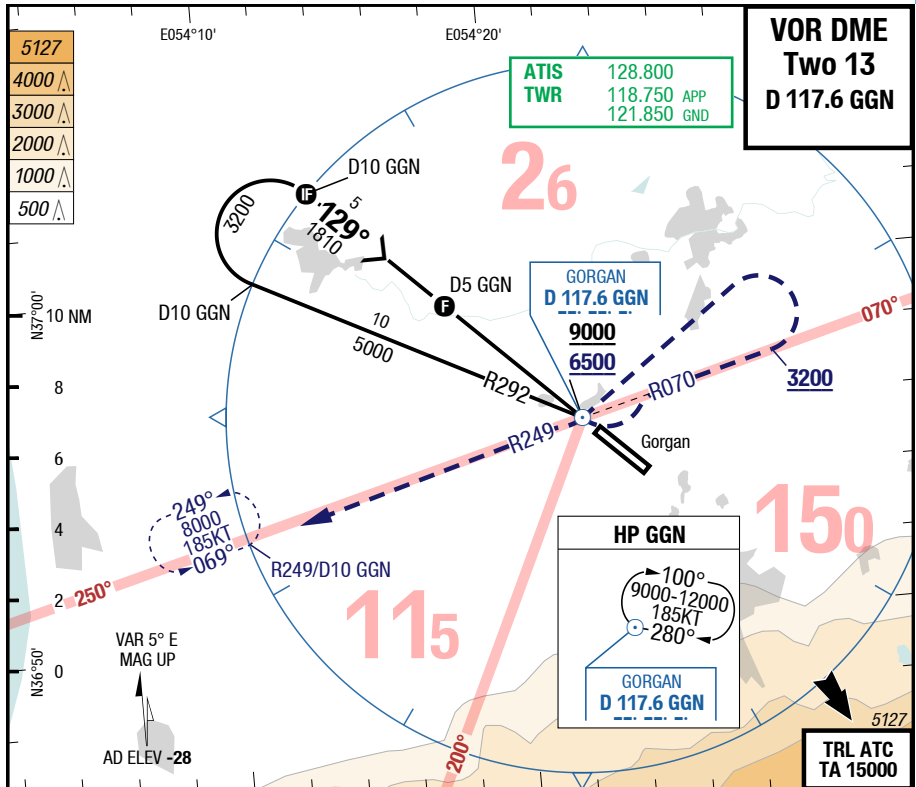 E054°10'
E054°20'
VOR DME
Two 13
D 117.6 GGN
5127
4000
3000
2000
1000
500
ATIS 128.800
TWR 118.750 APP
121.850 GND
26
D10 GGN
IF
5
129°
1810
3200
D5 GGN
F
D10 GGN
10
5000
R292
GORGAN
D 117.6 GGN
9000
6500
070°
R070
3200
N37°00'
10 NM
8
6
4
2
0
N36°50'
R249
Gorgan
150
249°
8000
185KT
069°
R249/D10 GGN
250°
115
200°
HP GGN
100°
9000-12000
185KT
280°
GORGAN
D 117.6 GGN
VAR 5° E
MAG UP
AD ELEV -28
5127
TRL ATC
TA 15000